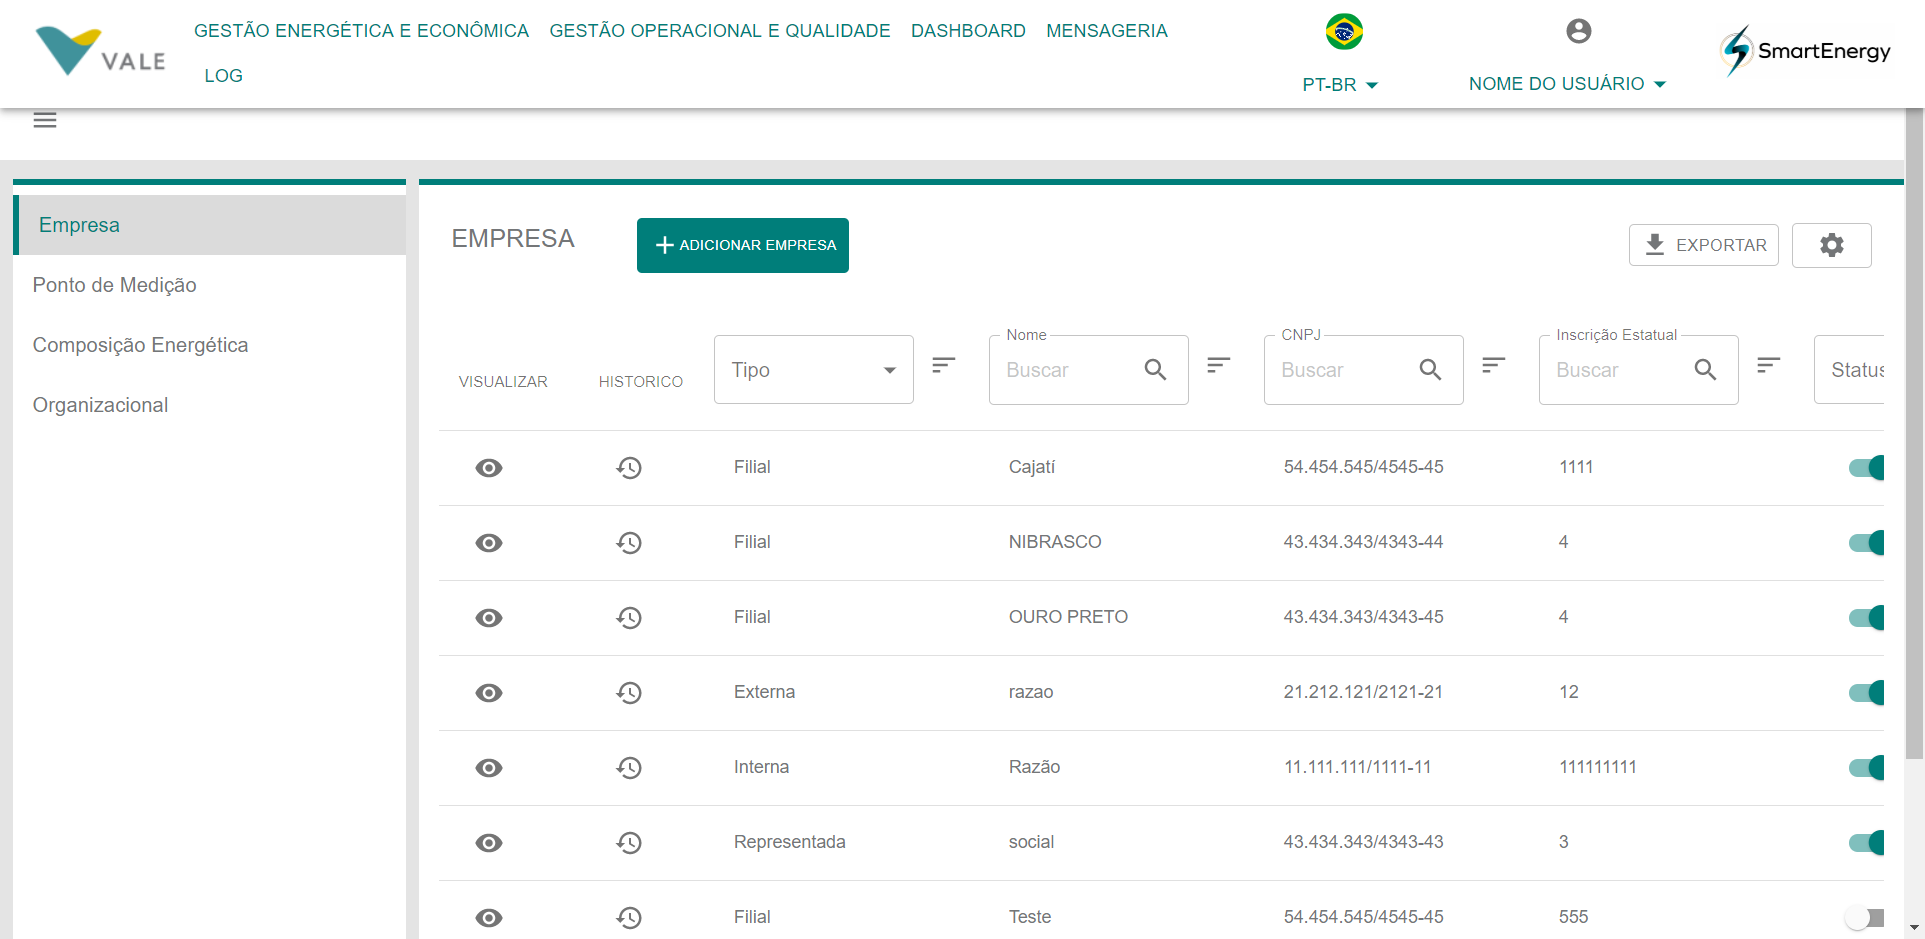 VALE
GESTÃO ENERGÉTICA E ECONÔMICA GESTÃO OPERACIONAL E QUALIDADE DASHBOARD MENSAGERIA
LOG
PT-BR
NOME DO USUÁRIO
SmartEnergy
Empresa
Ponto de Medição
Composição Energética
Organizacional
EMPRESA
ADICIONAR EMPRESA
EXPORTAR
VISUALIZAR HISTORICO Tipo Nome Buscar CNPJ Buscar Inscrição Estatual Buscar Status
Filial Cajatí 54.454.545/4545-45 1111
Filial NIBRASCO 43.434.343/4343-44 4
Filial OURO PRETO 43.434.343/4343-45 4
Externa razao 21.212.121/2121-21 12
Interna Razão 11.111.111/1111-11 111111111
Representada social 43.434.343/4343-43 3
Filial Teste 54.454.545/4545-45 555